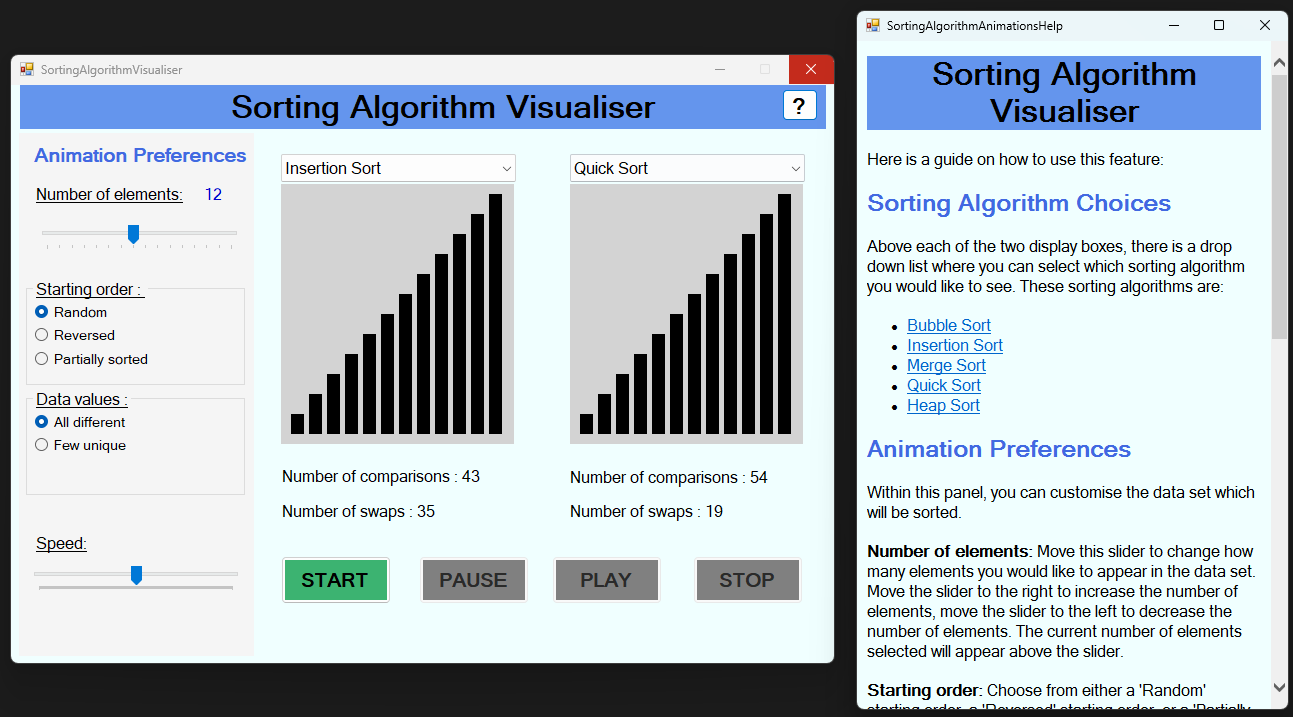 SortingAlgorithmVisualiser
Sorting Algorithm Visualiser
?
Animation Preferences
Number of elements: 12
Starting order :
Random
Reversed
Partially sorted
Data values :
All different
Few unique
Speed:
Insertion Sort
Quick Sort
Number of comparisons : 43
Number of swaps : 35
Number of comparisons : 54
Number of swaps : 19
START
PAUSE
PLAY
STOP
SortingAlgorithmAnimationsHelp
Sorting Algorithm
Visualiser
Here is a guide on how to use this feature:
Sorting Algorithm Choices
Above each of the two display boxes, there is a drop
down list where you can select which sorting algorithm
you would like to see. These sorting algorithms are:
Bubble Sort
Insertion Sort
Merge Sort
Quick Sort
Heap Sort
Animation Preferences
Within this panel, you can customise the data set which
will be sorted.
Number of elements: Move this slider to change how
many elements you would like to appear in the data set.
Move the slider to the right to increase the number of
elements, move the slider to the left to decrease the
number of elements. The current number of elements
selected will appear above the slider.
Starting order: Choose from either a 'Random'
starting order, a 'Reversed' starting order, or a 'Partially